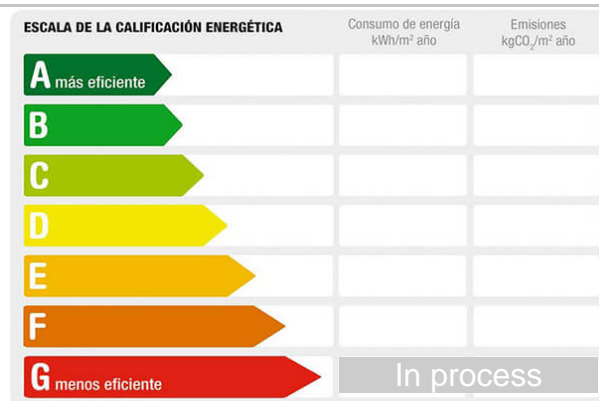 ESCALA DE LA CALIFICACIÓN ENERGÉTICA
Consumo de energía
kWh/m² año
Emisiones
kgCO₂/m² año
A más eficiente
B
C
D
E
F
G menos eficiente
In process